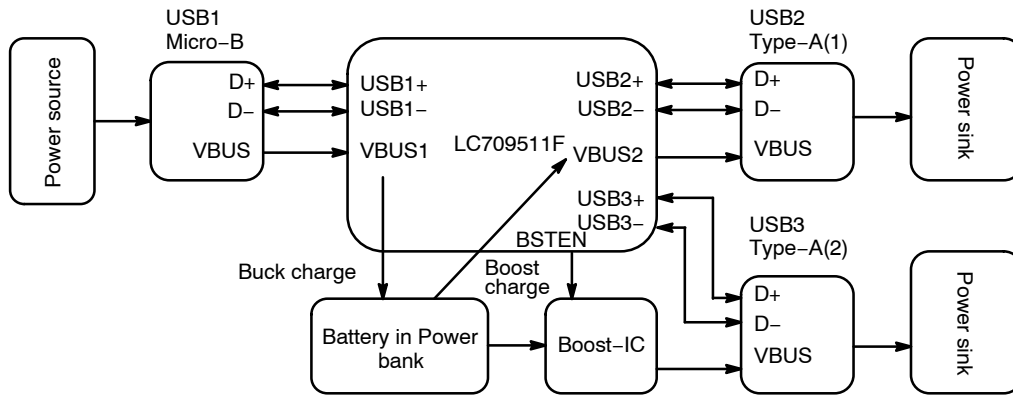 USB1
Micro−B
USB2
Type−A(1)
Power source
D+
D−
VBUS
USB1+
USB1−
VBUS1
LC709511F
USB2+
USB2−
VBUS2
USB3+
USB3−
BSTEN
D+
D−
VBUS
Power sink
USB3
Type−A(2)
Buck charge
Boost
charge
Battery in Power
bank
Boost−IC
D+
D−
VBUS
Power sink